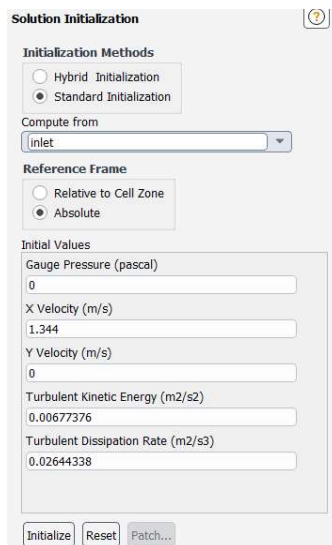 Solution Initialization
?
Initialization Methods
Hybrid Initialization
Standard Initialization
Compute from
inlet
Reference Frame
Relative to Cell Zone
Absolute
Initial Values
Gauge Pressure (pascal)
0
X Velocity (m/s)
1.344
Y Velocity (m/s)
0
Turbulent Kinetic Energy (m2/s2)
0.00677376
Turbulent Dissipation Rate (m2/s3)
0.02644338
Initialize Reset Patch...